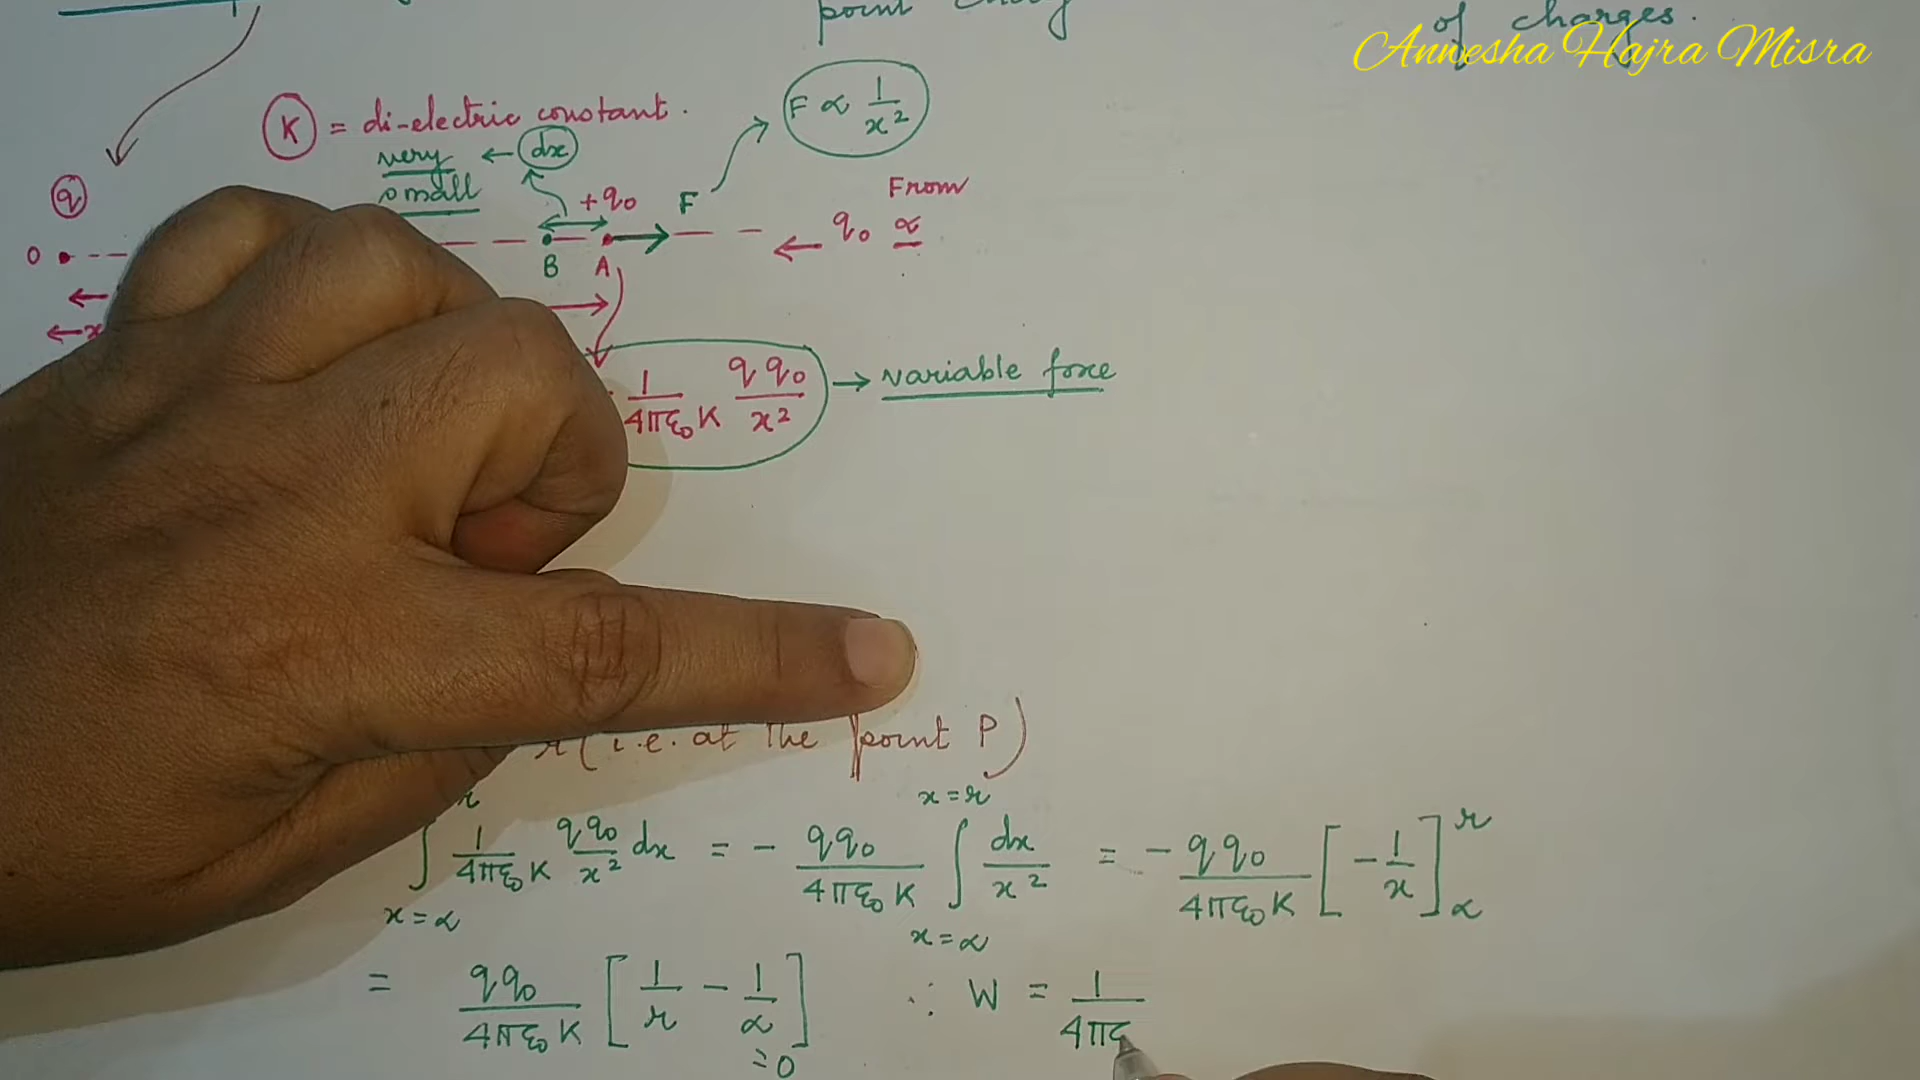 point
of charges.
Annesha Hajra Misra
K = di-electric constant.
F ∝ 1/x²
very ← dx
small
q
+q₀
F
From
q₀ ∝
O
B A
x
1/4πε₀K qq₀/x² → variable force
r (i.e. at the point P)
∫ 1/4πε₀K qq₀/x² dx = - qq₀/4πε₀K ∫ dx/x² = - qq₀/4πε₀K [-1/x]
r
x = r
r
x = ∝
x = ∝
∝
= qq₀/4πε₀K [1/r - 1/∝] ∴ W = 1/4πε
= 0